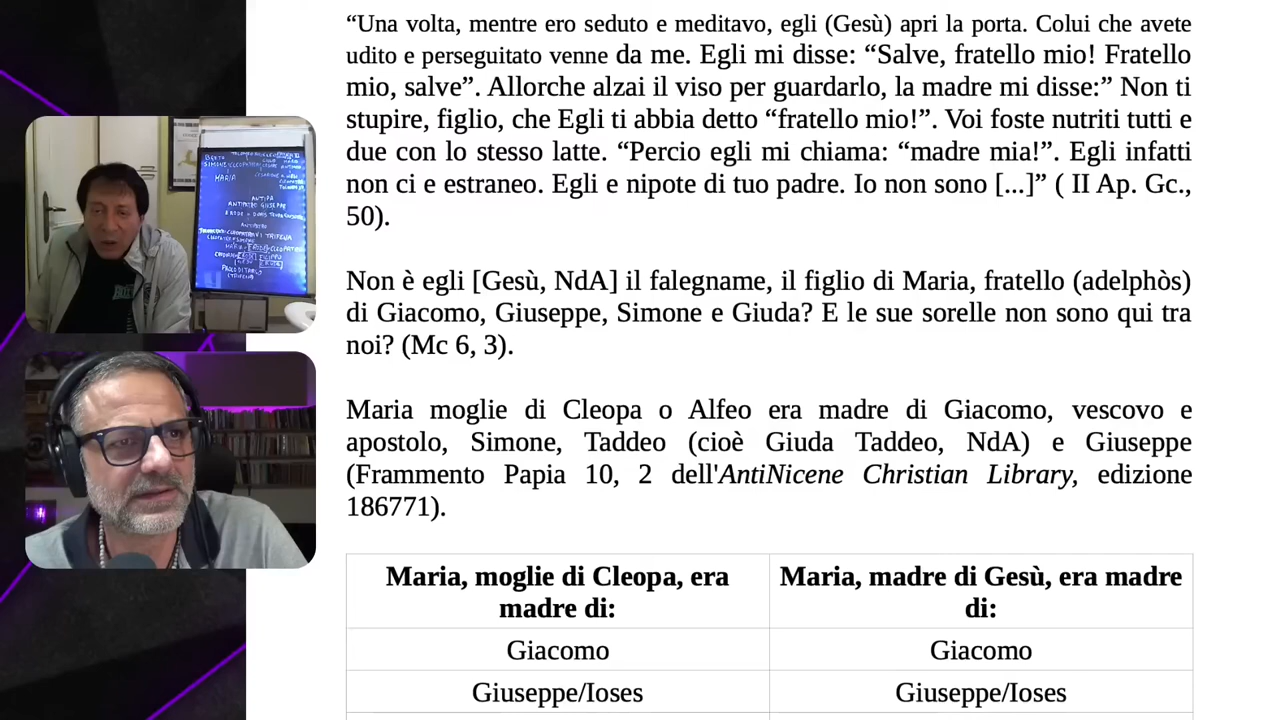 “Una volta, mentre ero seduto e meditavo, egli (Gesù) apri la porta. Colui che avete
udito e perseguitato venne da me. Egli mi disse: “Salve, fratello mio! Fratello
mio, salve”. Allorche alzai il viso per guardarlo, la madre mi disse:” Non ti
stupire, figlio, che Egli ti abbia detto “fratello mio!”. Voi foste nutriti tutti e
due con lo stesso latte. “Percio egli mi chiama: “madre mia!”. Egli infatti
non ci e estraneo. Egli e nipote di tuo padre. Io non sono [...]” ( II Ap. Gc.,
50).
Non è egli [Gesù, NdA] il falegname, il figlio di Maria, fratello (adelphòs)
di Giacomo, Giuseppe, Simone e Giuda? E le sue sorelle non sono qui tra
noi? (Mc 6, 3).
Maria moglie di Cleopa o Alfeo era madre di Giacomo, vescovo e
apostolo, Simone, Taddeo (cioè Giuda Taddeo, NdA) e Giuseppe
(Frammento Papia 10, 2 dell'AntiNicene Christian Library, edizione
186771).
Maria, moglie di Cleopa, era
madre di:
Maria, madre di Gesù, era madre
di:
Giacomo
Giacomo
Giuseppe/Ioses
Giuseppe/Ioses
MARIA
ANTIPA
ANTIPATRO GIUSEPPE
PAOLO DI TARSO